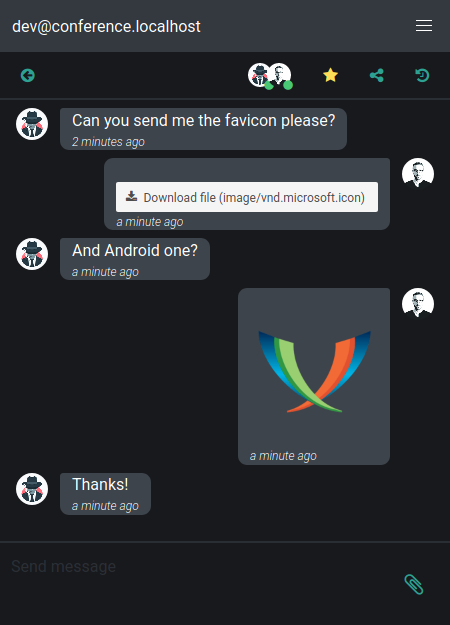 dev@conference.localhost
Can you send me the favicon please?
2 minutes ago
Download file (image/vnd.microsoft.icon)
a minute ago
And Android one?
a minute ago
a minute ago
Thanks!
a minute ago
Send message